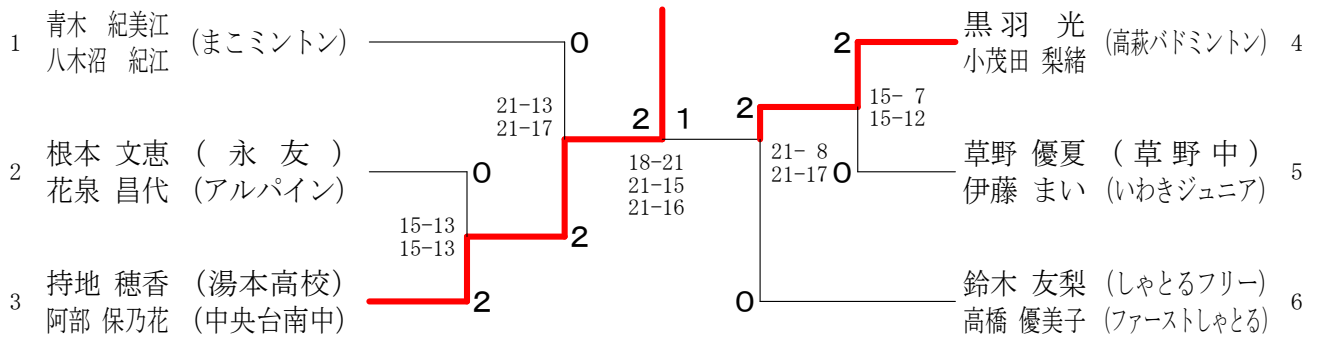 青木 紀美江
八木沼 紀江
1
(まこミントン)
0
21-13
21-17
根本 文恵 ( 永 友 )
2
花泉 昌代 (アルパイン)
0
15-13
15-13
2
持地 穂香 (湯本高校)
3
阿部 保乃花 (中央台南中)
2
2 1
18-21
21-15
21-16
黒羽 光
小茂田 梨緒
(高萩バドミントン) 4
2
15- 7
15-12
2
21- 8
21-17
0
草野 優夏 ( 草 野 中 )
伊藤 まい (いわきジュニア)
5
0
鈴木 友梨 (しゃとるフリー)
高橋 優美子 (ファーストしゃとる)
6